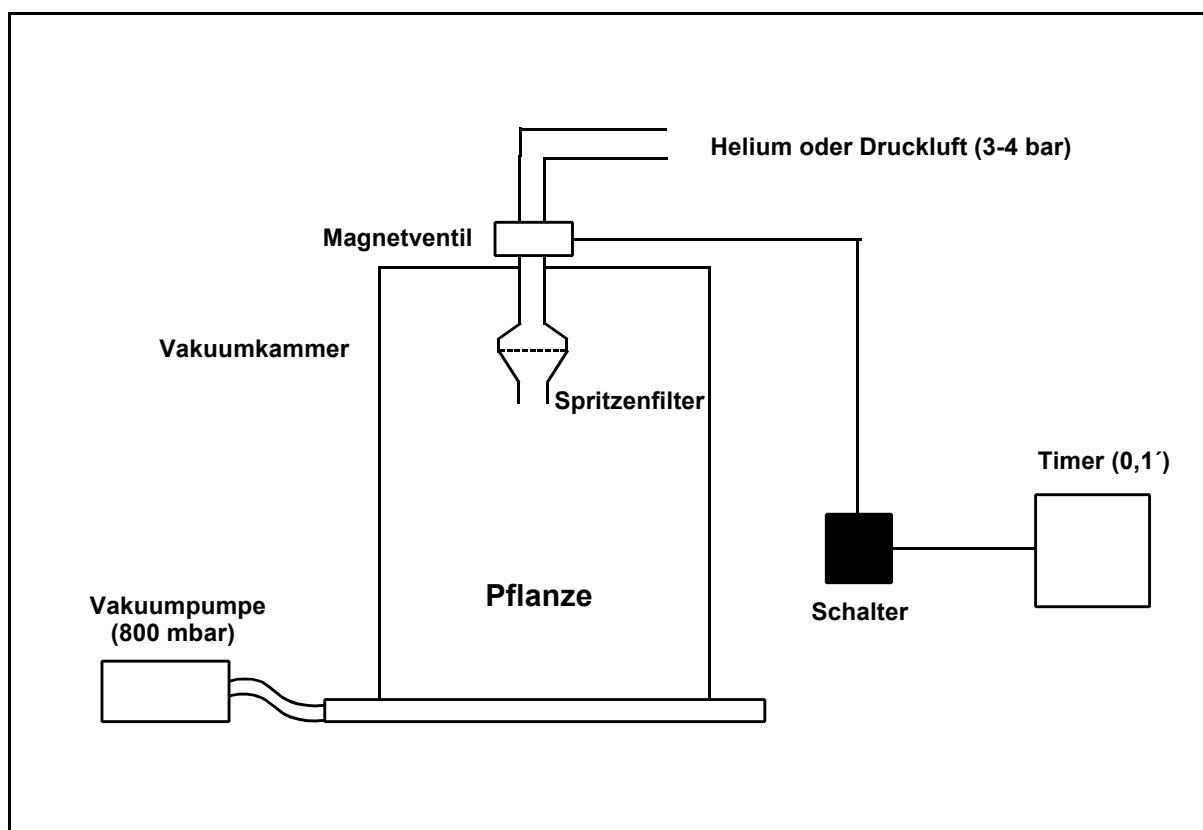 Helium oder Druckluft (3-4 bar)
Magnetventil
Vakuumkammer
Spritzenfilter
Timer (0,1´)
Pflanze
Vakuumpumpe
(800 mbar)
Schalter